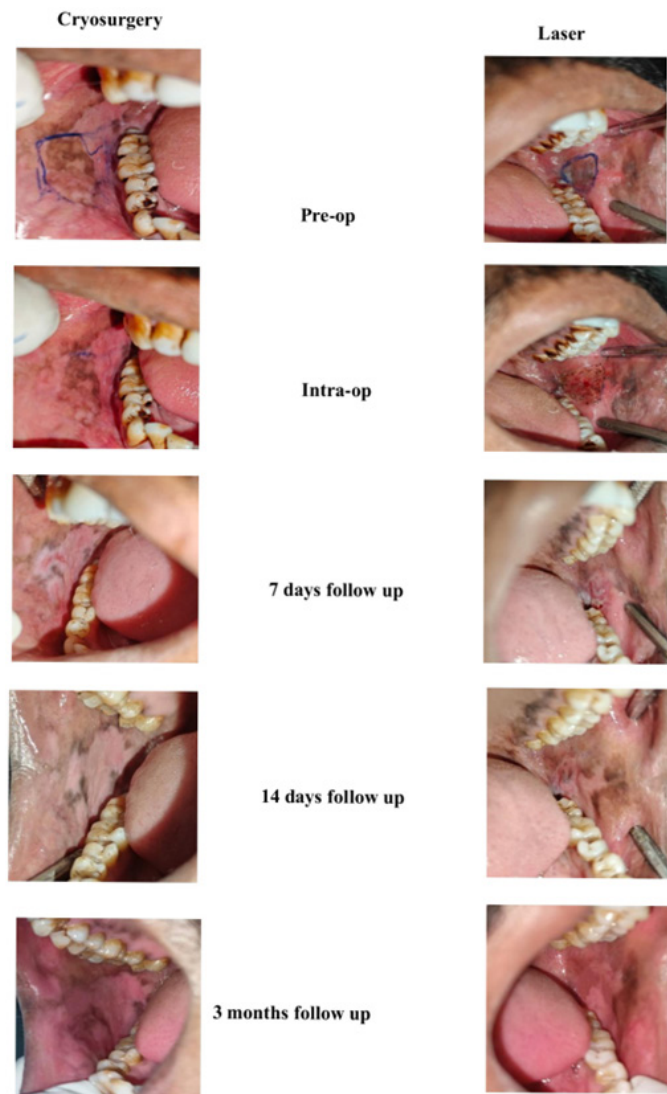 Cryosurgery
Laser
Pre-op
Intra-op
7 days follow up
14 days follow up
3 months follow up